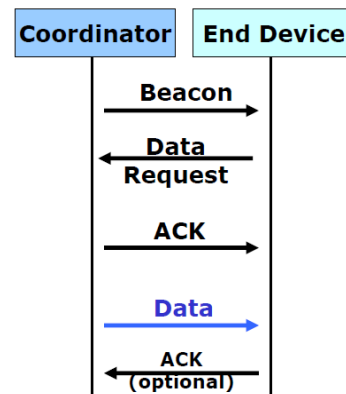 Coordinator End Device
Beacon
Data
Request
ACK
Data
ACK
(optional)